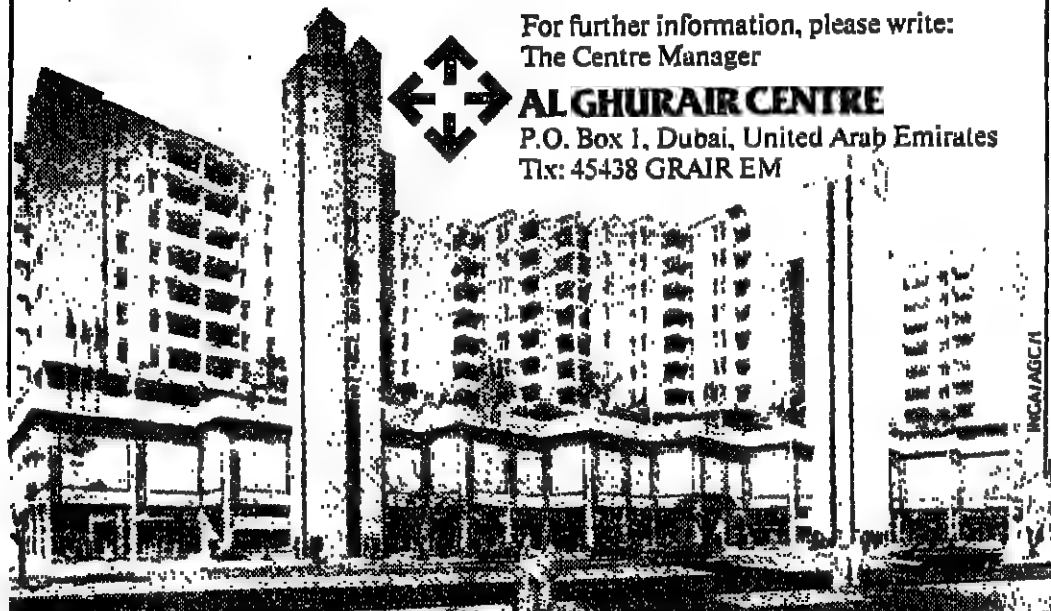 For further information, please write:
The Centre Manager
AL GHURAIR CENTRE
P.O. Box 1, Dubai, United Arab Emirates
Tlx: 45438 GRAIR EM